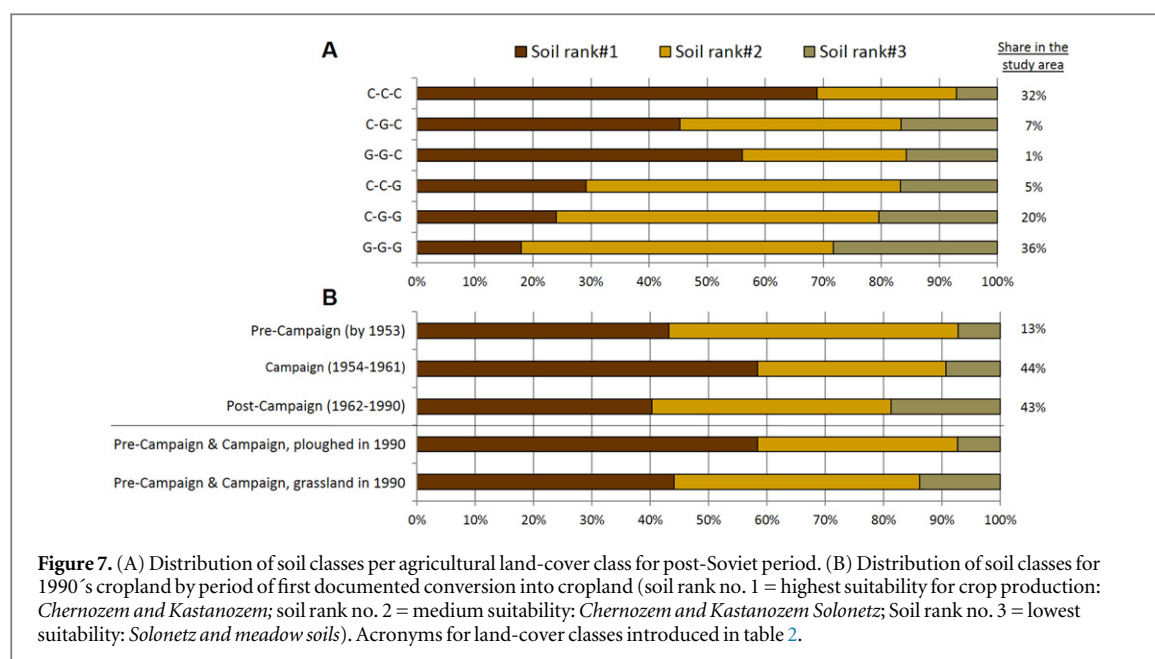 A
Soil rank#1 Soil rank#2 Soil rank#3
Share in the
study area
C-C-C 32%
C-G-C 7%
G-G-C 1%
C-C-G 5%
C-G-G 20%
G-G-G 36%
0% 10% 20% 30% 40% 50% 60% 70% 80% 90% 100%
B
Pre-Campaign (by 1953) 13%
Campaign (1954-1961) 44%
Post-Campaign (1962-1990) 43%
Pre-Campaign & Campaign, ploughed in 1990
Pre-Campaign & Campaign, grassland in 1990
0% 10% 20% 30% 40% 50% 60% 70% 80% 90% 100%
Figure 7. (A) Distribution of soil classes per agricultural land-cover class for post-Soviet period. (B) Distribution of soil classes for
1990´s cropland by period of first documented conversion into cropland (soil rank no. 1 = highest suitability for crop production:
Chernozem and Kastanozem; soil rank no. 2 = medium suitability: Chernozem and Kastanozem Solonetz; Soil rank no. 3 = lowest
suitability: Solonetz and meadow soils). Acronyms for land-cover classes introduced in table 2.